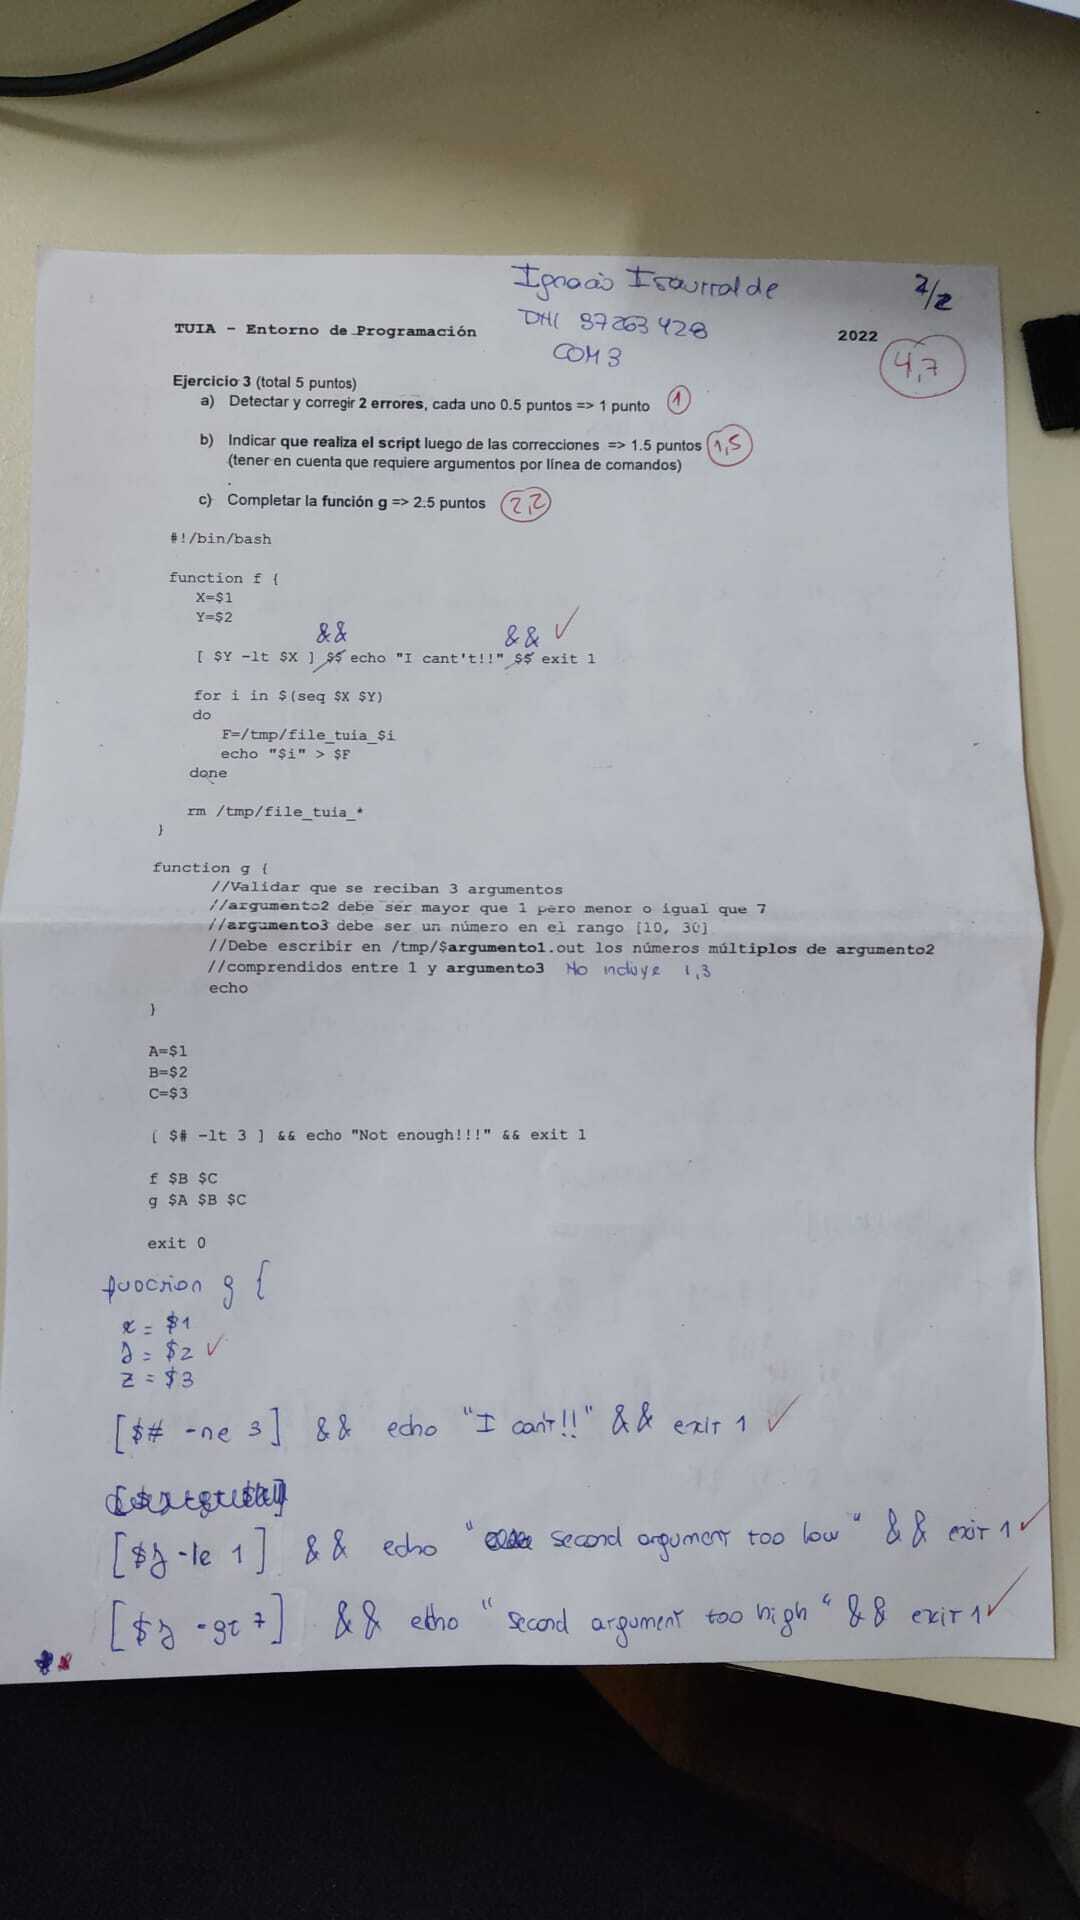 Ignacio Isaurralde
2/2
DNI 37263428
TUIA - Entorno de Programación
2022
COM 3
4,7
Ejercicio 3 (total 5 puntos)
a) Detectar y corregir 2 errores, cada uno 0.5 puntos => 1 punto 1
b) Indicar que realiza el script luego de las correcciones => 1.5 puntos 1,5
(tener en cuenta que requiere argumentos por línea de comandos)
c) Completar la función g => 2.5 puntos 2,2
#!/bin/bash
function f {
X=$1
Y=$2
&& && ✓
[ $Y -lt $X ] $$ echo "I cant't!!" $$ exit 1
for i in $(seq $X $Y)
do
F=/tmp/file_tuia_$i
echo "$i" > $F
done
rm /tmp/file_tuia_*
}
function g {
//Validar que se reciban 3 argumentos
//argumento2 debe ser mayor que 1 pero menor o igual que 7
//argumento3 debe ser un número en el rango [10, 30]
//Debe escribir en /tmp/$argumento1.out los números múltiplos de argumento2
//comprendidos entre 1 y argumento3 No incluye 1,3
echo
}
A=$1
B=$2
C=$3
[ $# -lt 3 ] && echo "Not enough!!!" && exit 1
f $B $C
g $A $B $C
exit 0
function g {
x = $1
y = $2 ✓
z = $3
[$# -ne 3] && echo "I can't!!" && exit 1 ✓
[$y -le 1] && echo "second argument too low" && exit 1 ✓
[$y -gt 7] && echo "second argument too high" && exit 1 ✓